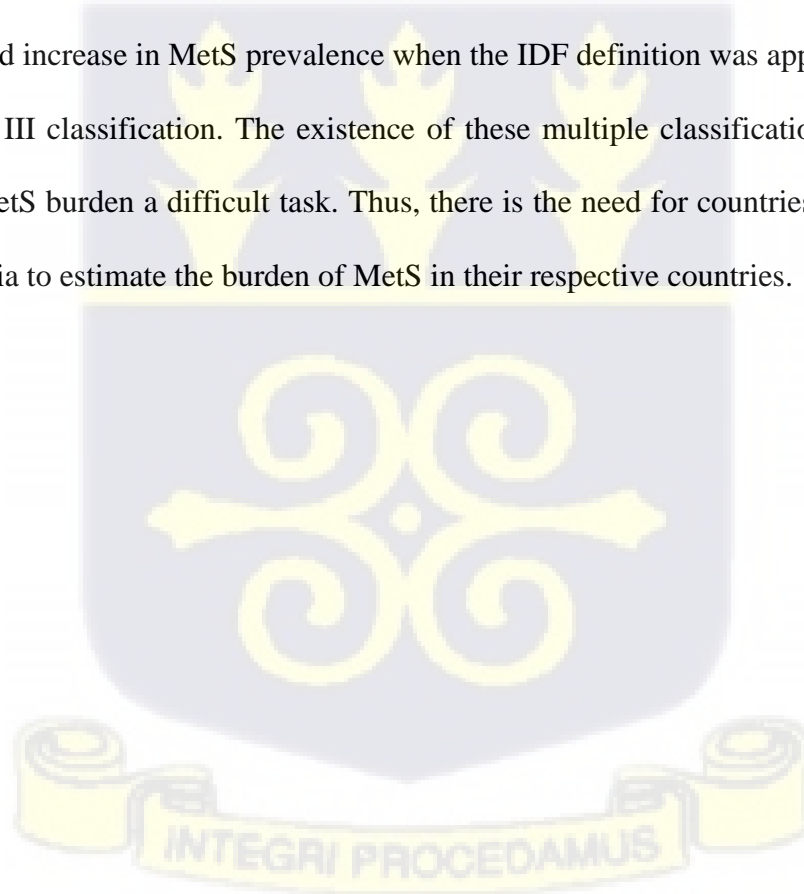 d increase in MetS prevalence when the IDF definition was app
III classification. The existence of these multiple classificatio
etS burden a difficult task. Thus, there is the need for countries
ia to estimate the burden of MetS in their respective countries.
INTEGRI PROCEDAMUS